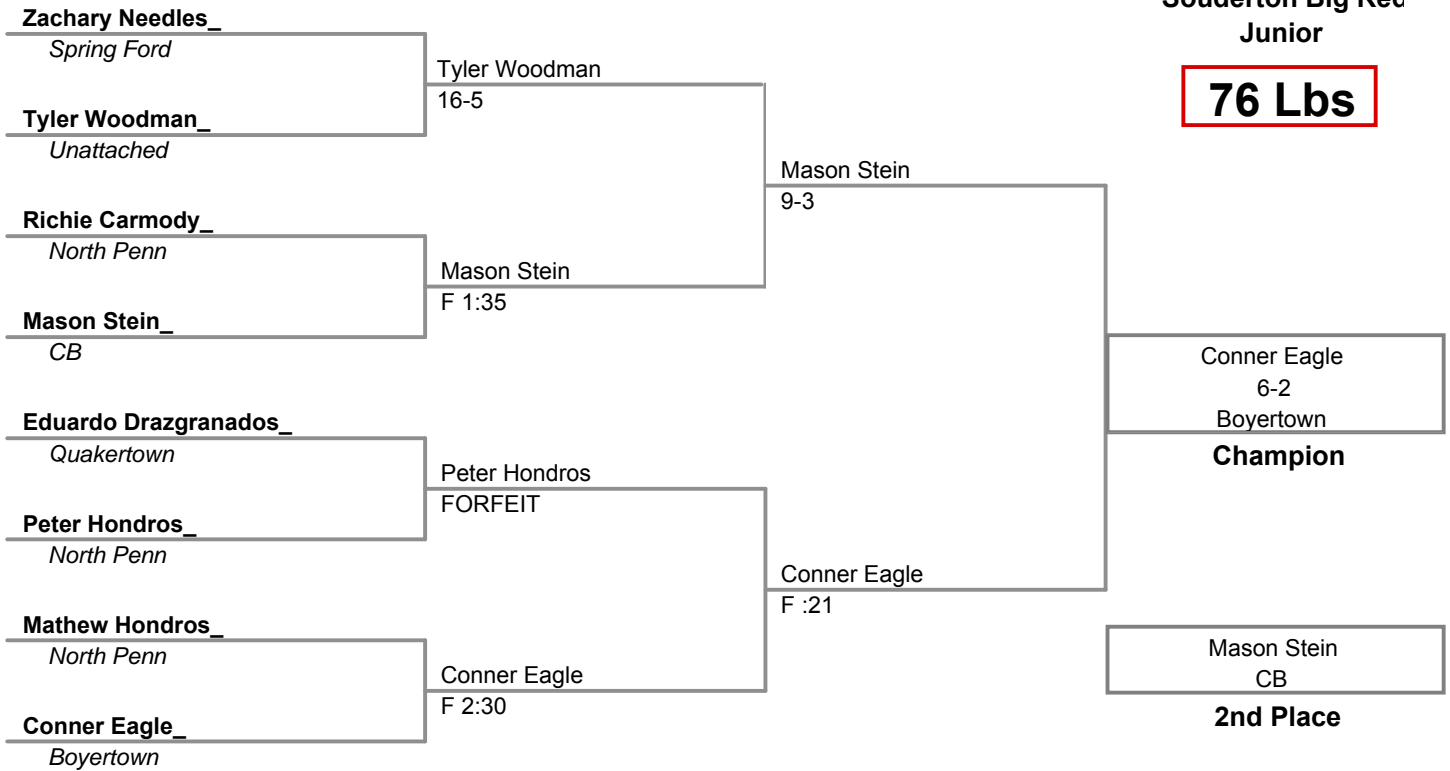 Zachary Needles_
Spring Ford
Tyler Woodman_
Unattached
Richie Carmody_
North Penn
Mason Stein_
CB
Eduardo Drazgranados_
Quakertown
Peter Hondros_
North Penn
Mathew Hondros_
North Penn
Conner Eagle_
Boyertown
Tyler Woodman
16-5
Mason Stein
F 1:35
Peter Hondros
FORFEIT
Conner Eagle
F 2:30
Mason Stein
9-3
Conner Eagle
F :21
Souderton Big Red
Junior
76 Lbs
Conner Eagle
6-2
Boyertown
Champion
Mason Stein
CB
2nd Place